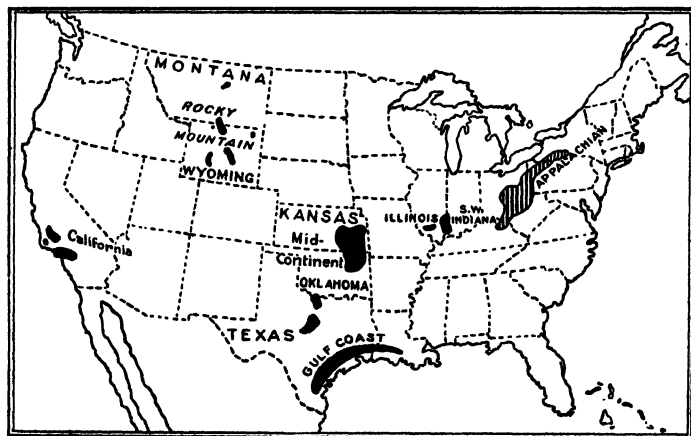 MONTANA
ROCKY
MOUNTAIN
WYOMING
APPALACHIAN
KANSAS
ILLINOIS
S.W.
INDIANA
California
Mid-
Continent
OKLAHOMA
TEXAS
GULF COAST